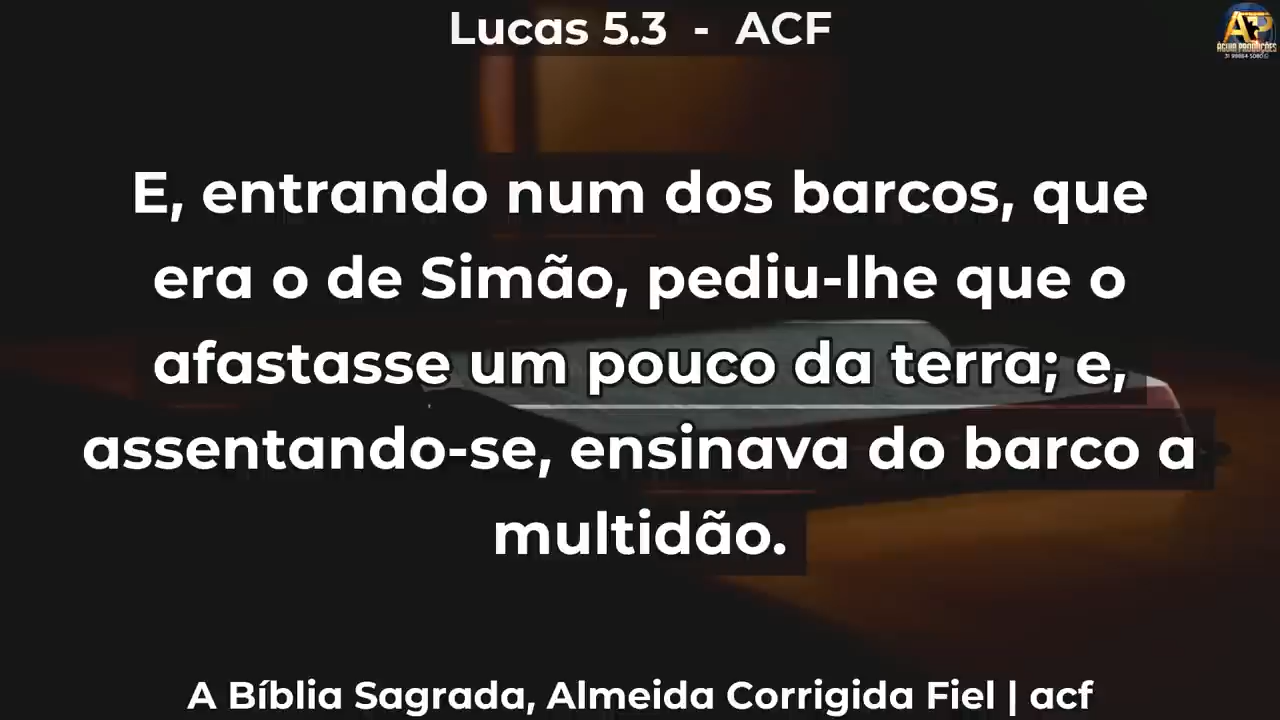 Lucas 5.3 - ACF
E, entrando num dos barcos, que
era o de Simão, pediu-lhe que o
afastasse um pouco da terra; e,
assentando-se, ensinava do barco a
multidão.
A Bíblia Sagrada, Almeida Corrigida Fiel | acf